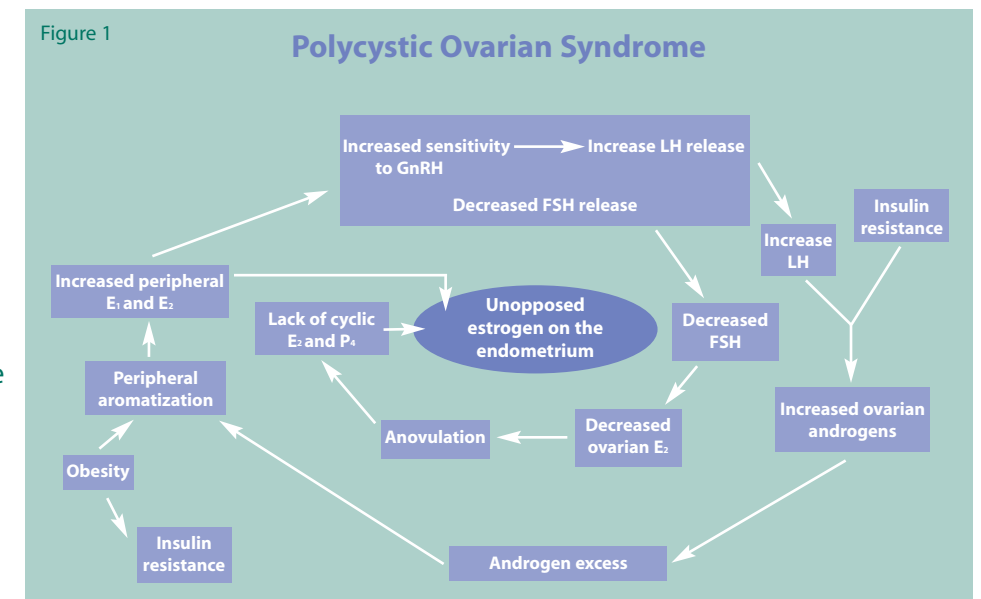 Figure 1
Polycystic Ovarian Syndrome
Increased sensitivity
to GnRH
Increase LH release
Decreased FSH release
Insulin
resistance
Increase
LH
Increased peripheral
E₁ and E₂
Lack of cyclic
E₂ and P₄
Unopposed
estrogen on the
endometrium
Decreased
FSH
e
Peripheral
aromatization
Increased ovarian
androgens
Anovulation
Decreased
ovarian E₂
Obesity
Insulin
resistance
Androgen excess